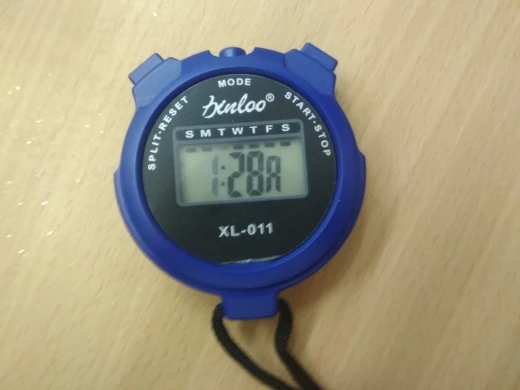 MODE
xinloo®
SPLIT·RESET
START·STOP
S M T W T F S
1:28A
XL-011